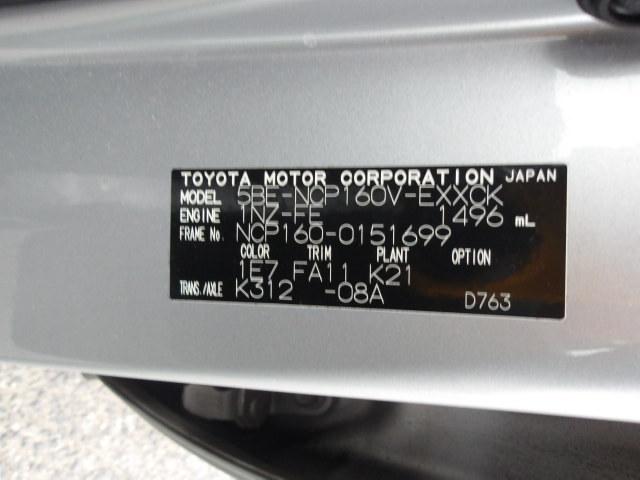 TOYOTA MOTOR CORPORATION JAPAN
MODEL 5BE-NCP160V-EXXCK
ENGINE 1NZ-FE 1496 mL
FRAME No. NCP160-0151699
COLOR TRIM PLANT OPTION
1E7 FA11 K21
TRANS./AXLE K312 -08A D763